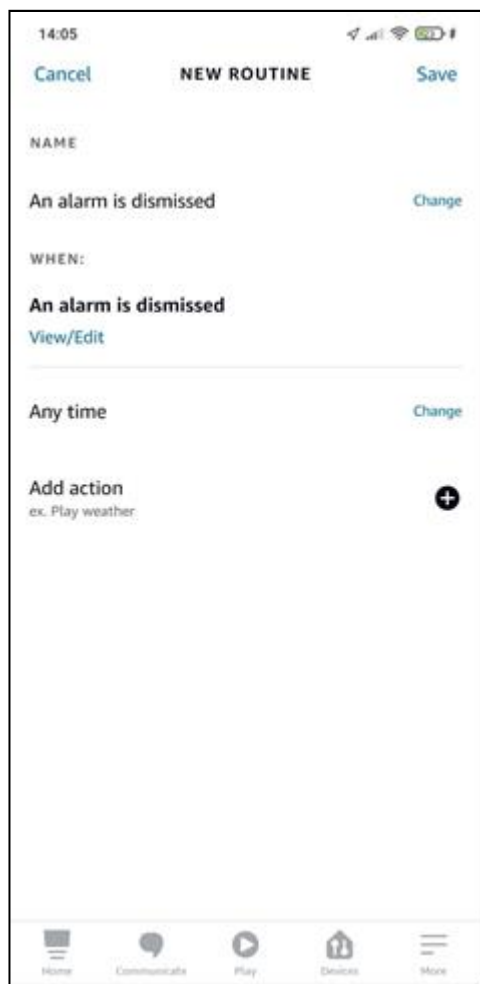 14:05
Cancel NEW ROUTINE Save
NAME
An alarm is dismissed Change
WHEN:
An alarm is dismissed
View/Edit
Any time Change
Add action
ex. Play weather
Home Communicate Play Devices More